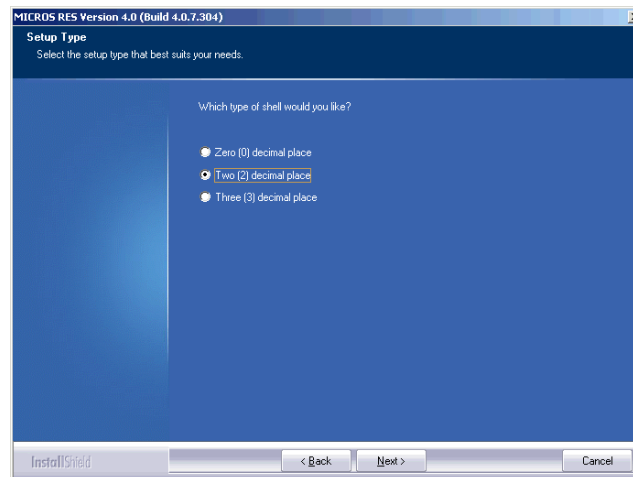 MICROS RES Version 4.0 (Build 4.0.7.304)
Setup Type
Select the setup type that best suits your needs.
Which type of shell would you like?
Zero (0) decimal place
Two (2) decimal place
Three (3) decimal place
InstallShield
< Back
Next >
Cancel